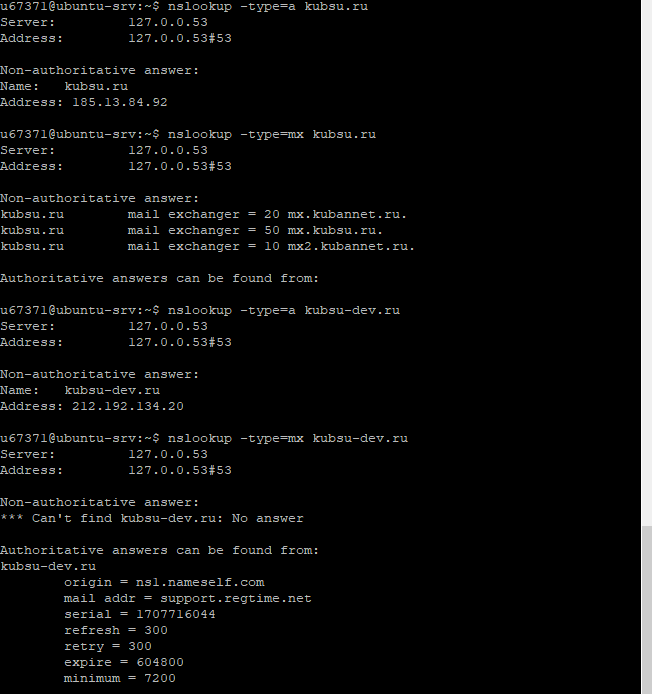 u67371@ubuntu-srv:~$ nslookup -type=a kubsu.ru
Server:         127.0.0.53
Address:        127.0.0.53#53

Non-authoritative answer:
Name:   kubsu.ru
Address: 185.13.84.92

u67371@ubuntu-srv:~$ nslookup -type=mx kubsu.ru
Server:         127.0.0.53
Address:        127.0.0.53#53

Non-authoritative answer:
kubsu.ru        mail exchanger = 20 mx.kubannet.ru.
kubsu.ru        mail exchanger = 50 mx.kubsu.ru.
kubsu.ru        mail exchanger = 10 mx2.kubannet.ru.

Authoritative answers can be found from:

u67371@ubuntu-srv:~$ nslookup -type=a kubsu-dev.ru
Server:         127.0.0.53
Address:        127.0.0.53#53

Non-authoritative answer:
Name:   kubsu-dev.ru
Address: 212.192.134.20

u67371@ubuntu-srv:~$ nslookup -type=mx kubsu-dev.ru
Server:         127.0.0.53
Address:        127.0.0.53#53

Non-authoritative answer:
*** Can't find kubsu-dev.ru: No answer

Authoritative answers can be found from:
kubsu-dev.ru
        origin = ns1.nameself.com
        mail addr = support.regtime.net
        serial = 1707716044
        refresh = 300
        retry = 300
        expire = 604800
        minimum = 7200